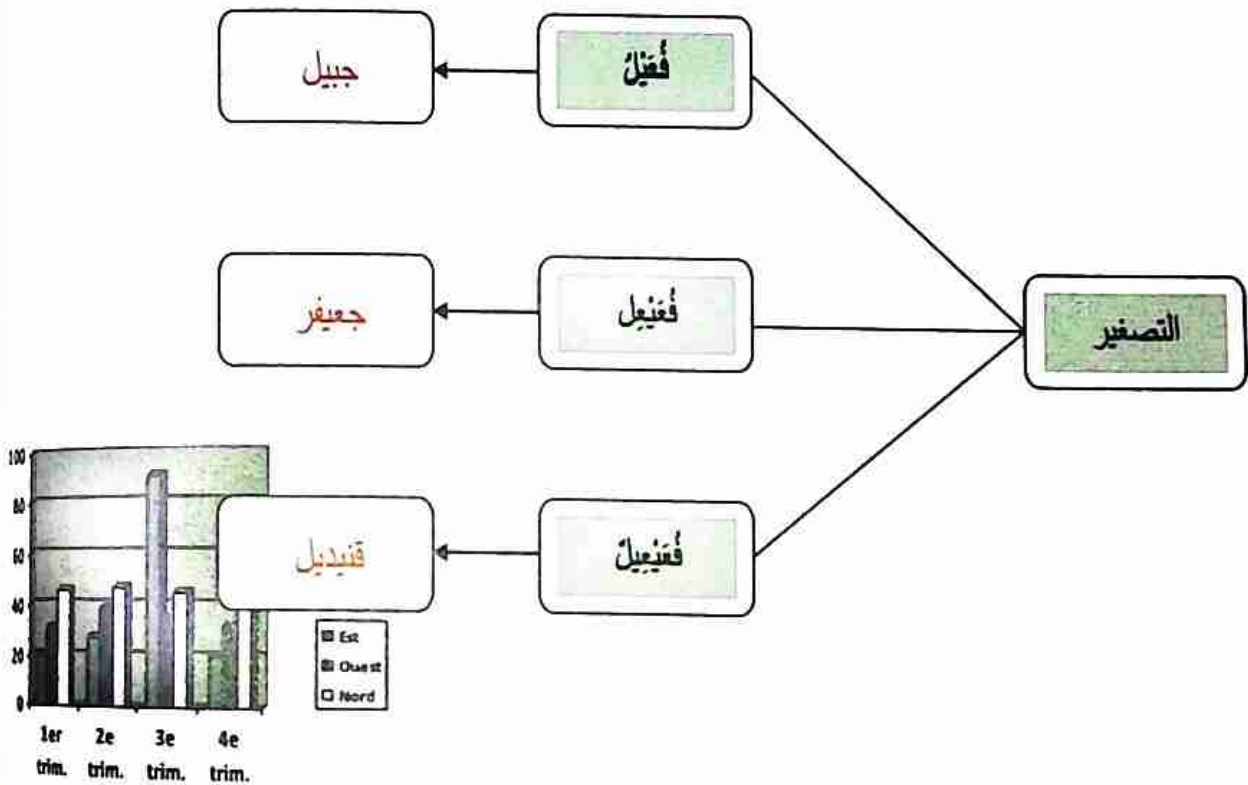 التصغير
فُعَيْلٌ
جبيل
فُعَيْعِل
جعيفر
فُعَيْعِيلٌ
قنيديل
100
80
60
40
20
0
1er trim.
2e trim.
3e trim.
4e trim.
Est
Ouest
Nord